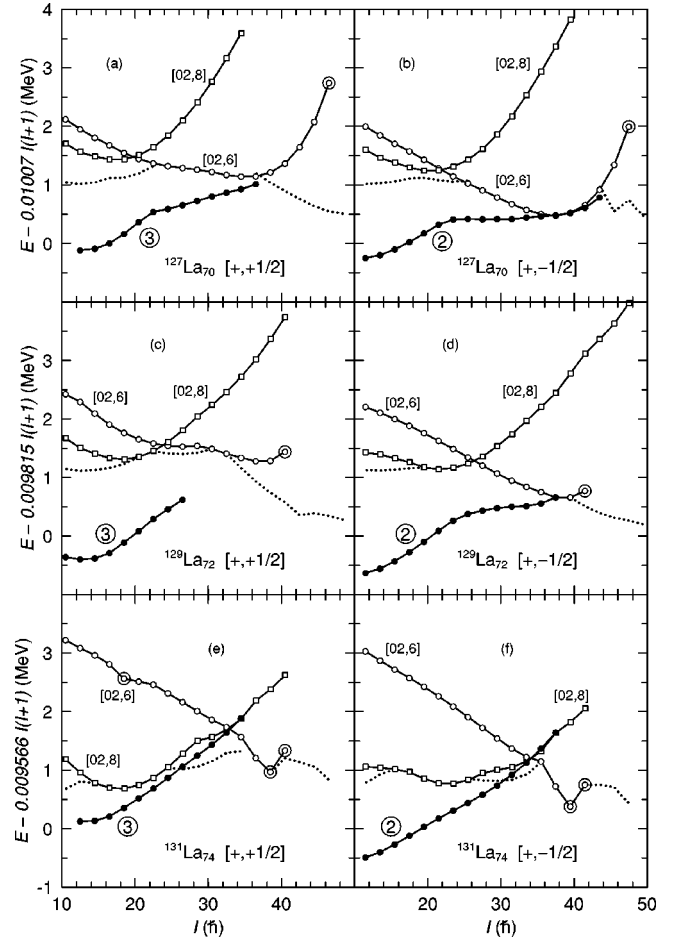 E − 0.01007 I(I+1) (MeV)
4
3
2
1
0
(a)
[02,8]
[02,6]
③
¹²⁷La₇₀ [+,+1/2]
(b)
[02,8]
[02,6]
②
¹²⁷La₇₀ [+,−1/2]
E − 0.009815 I(I+1) (MeV)
3
2
1
0
(c)
[02,6]
[02,8]
③
¹²⁹La₇₂ [+,+1/2]
(d)
[02,6]
[02,8]
②
¹²⁹La₇₂ [+,−1/2]
E − 0.009566 I(I+1) (MeV)
3
2
1
0
-1
(e)
[02,6]
[02,8]
③
¹³¹La₇₄ [+,+1/2]
(f)
[02,6]
[02,8]
②
¹³¹La₇₄ [+,−1/2]
10 20 30 40
20 30 40 50
I (ℏ)
I (ℏ)